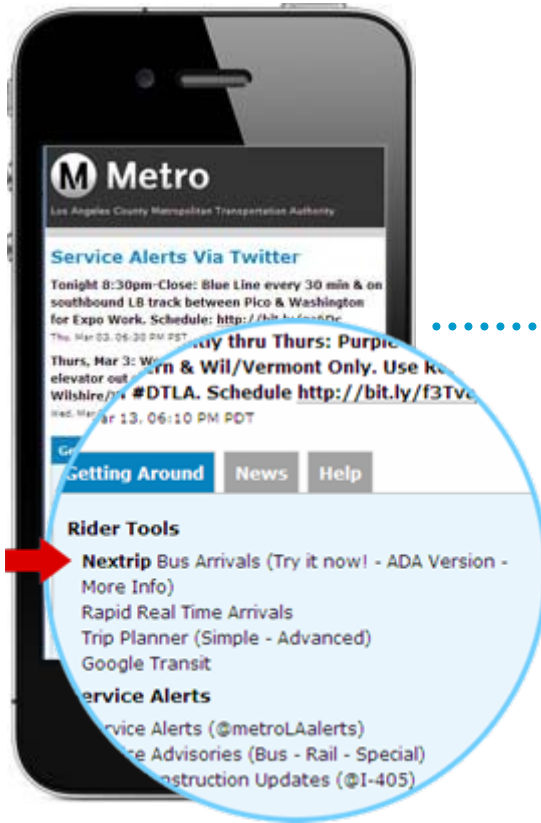 M Metro
Los Angeles County Metropolitan Transportation Authority
Service Alerts Via Twitter
Tonight 8:30pm-Close: Blue Line every 30 min & on
southbound LB track between Pico & Washington
for Expo Work. Schedule:
Thu, Mar 03, 06:30 PM PST
Thurs, Mar 3:
elevator out
Wilshire/
thru Thurs: Purple
& Wil/Vermont Only. Use
#DTLA. Schedule http://bit.ly/f3Tv
Mar 13, 06:10 PM PDT
Getting Around News Help
Rider Tools
Nextrip Bus Arrivals (Try it now! - ADA Version -
More Info)
Rapid Real Time Arrivals
Trip Planner (Simple - Advanced)
Google Transit
Service Alerts
Service Alerts (@metroLAalerts)
Advisories (Bus - Rail - Special)
Construction Updates (@I-405)